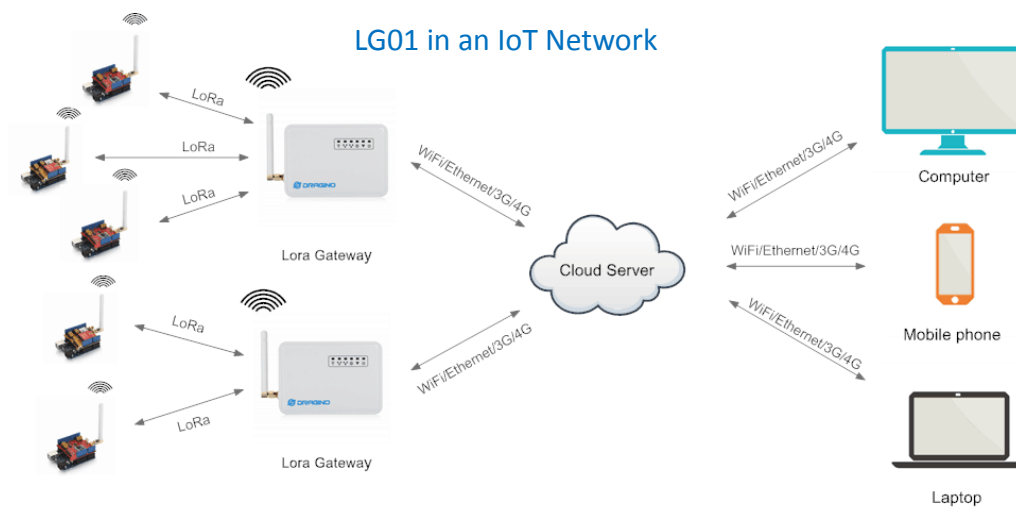 LG01 in an IoT Network
LoRa
LoRa
LoRa
DRAGINO
Lora Gateway
WiFi/Ethernet/3G/4G
LoRa
LoRa
DRAGINO
Lora Gateway
WiFi/Ethernet/3G/4G
Cloud Server
WiFi/Ethernet/3G/4G
Computer
WiFi/Ethernet/3G/4G
Mobile phone
WiFi/Ethernet/3G/4G
Laptop